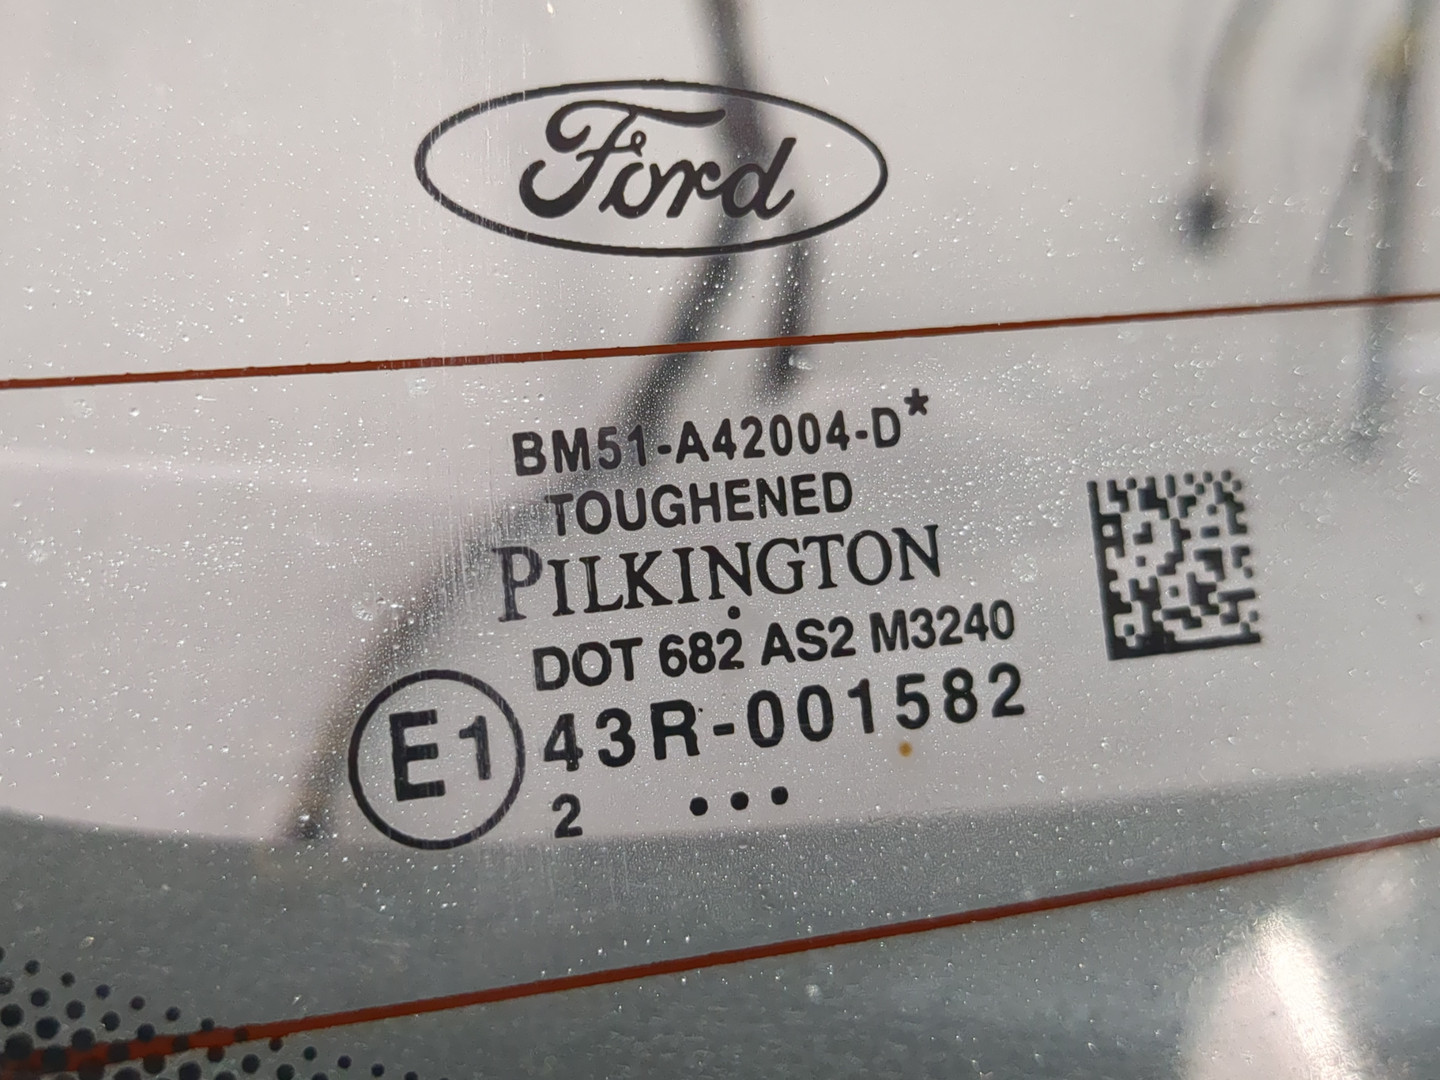 Ford
BM51-A42004-D*
TOUGHENED
PILKINGTON
DOT 682 AS2 M3240
E1 43R-001582
2 •••